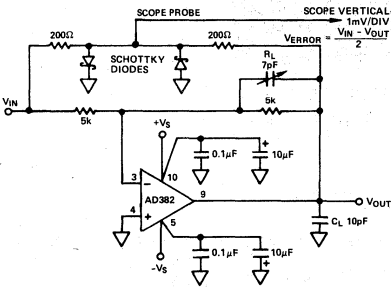 SCOPE PROBE
SCOPE VERTICAL
1mV/DIV
VERROR = VIN - VOUT
2
200Ω
200Ω
SCHOTTKY
DIODES
RL
7pF
VIN
5k
5k
+VS
0.1µF
+
10µF
3
10
−
AD382
9
4
+
5
VOUT
CL 10pF
0.1µF
10µF
+
-VS